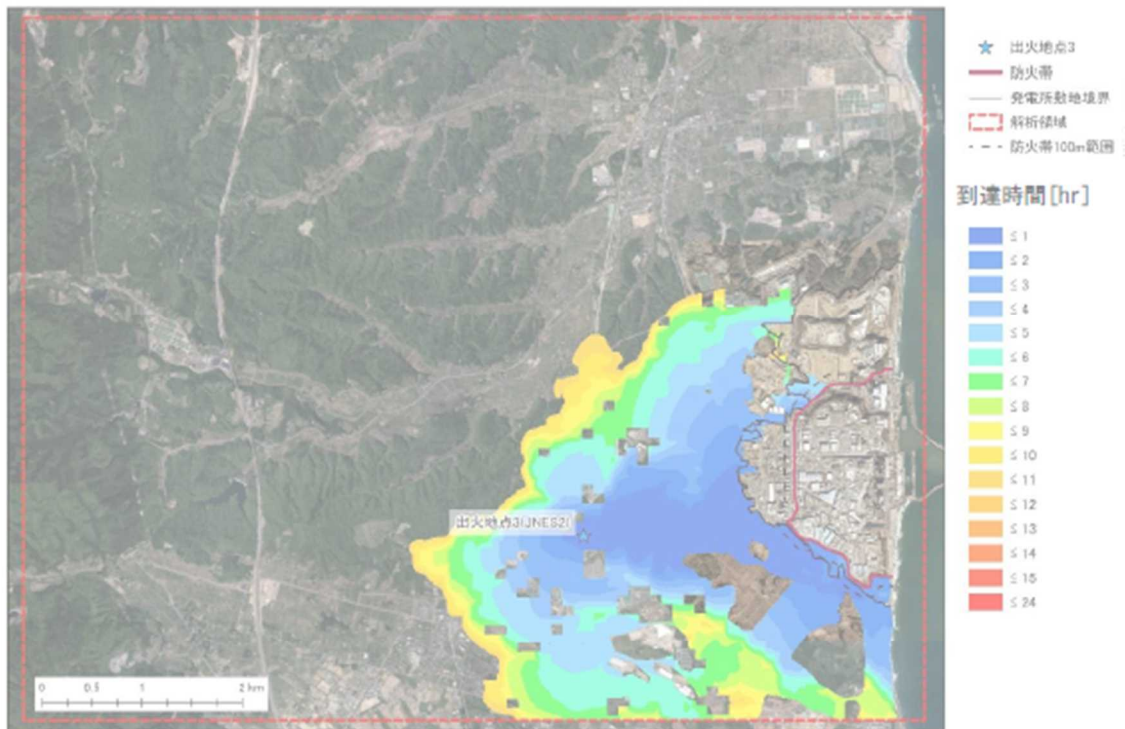 出火地点3
防火帯
発電所敷地境界
解析領域
防火帯100m範囲
到達時間[hr]
≤1
≤2
≤3
≤4
≤5
≤6
≤7
≤8
≤9
≤10
≤11
≤12
≤13
≤14
≤15
≤24
出火地点3(JNES2)
0 0.5 1 2 km